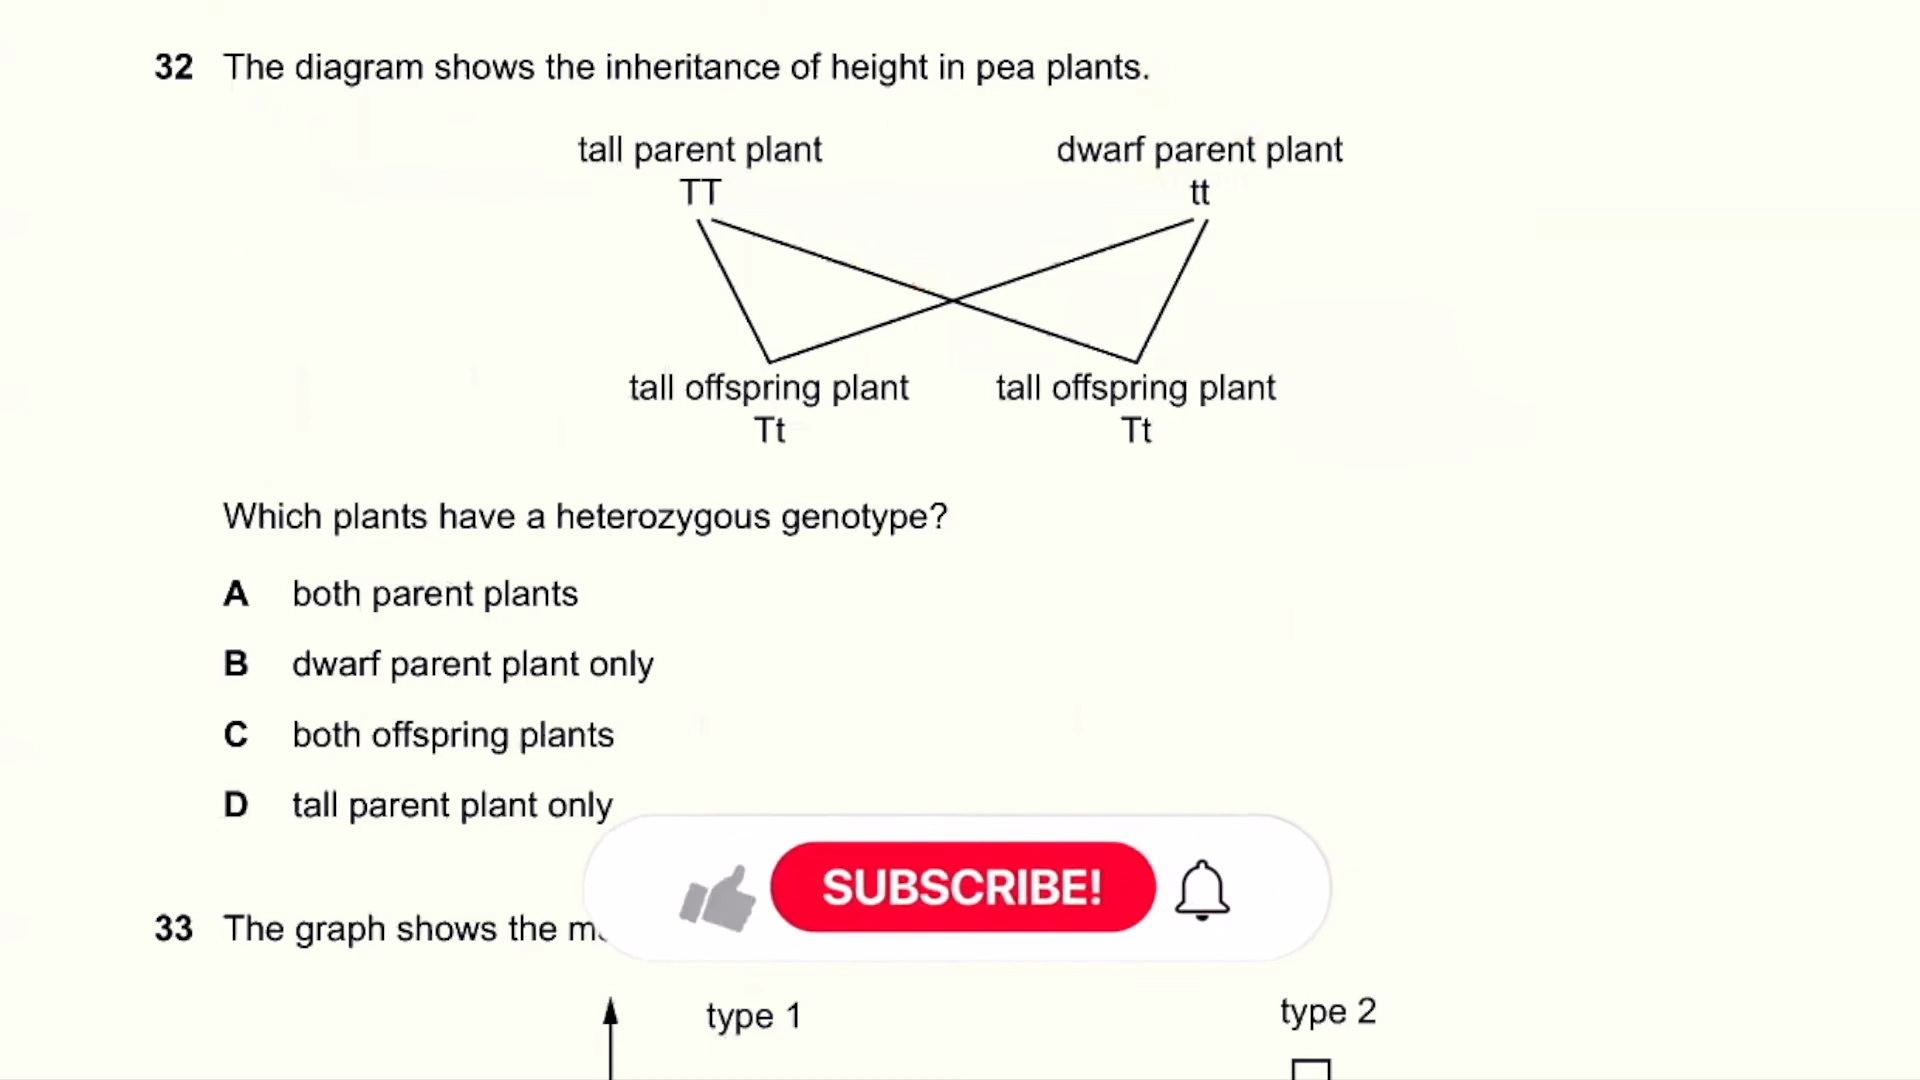 32 The diagram shows the inheritance of height in pea plants.
tall parent plant dwarf parent plant
TT tt
tall offspring plant tall offspring plant
Tt Tt
Which plants have a heterozygous genotype?
A both parent plants
B dwarf parent plant only
C both offspring plants
D tall parent plant only
SUBSCRIBE!
33 The graph shows the
type 1 type 2